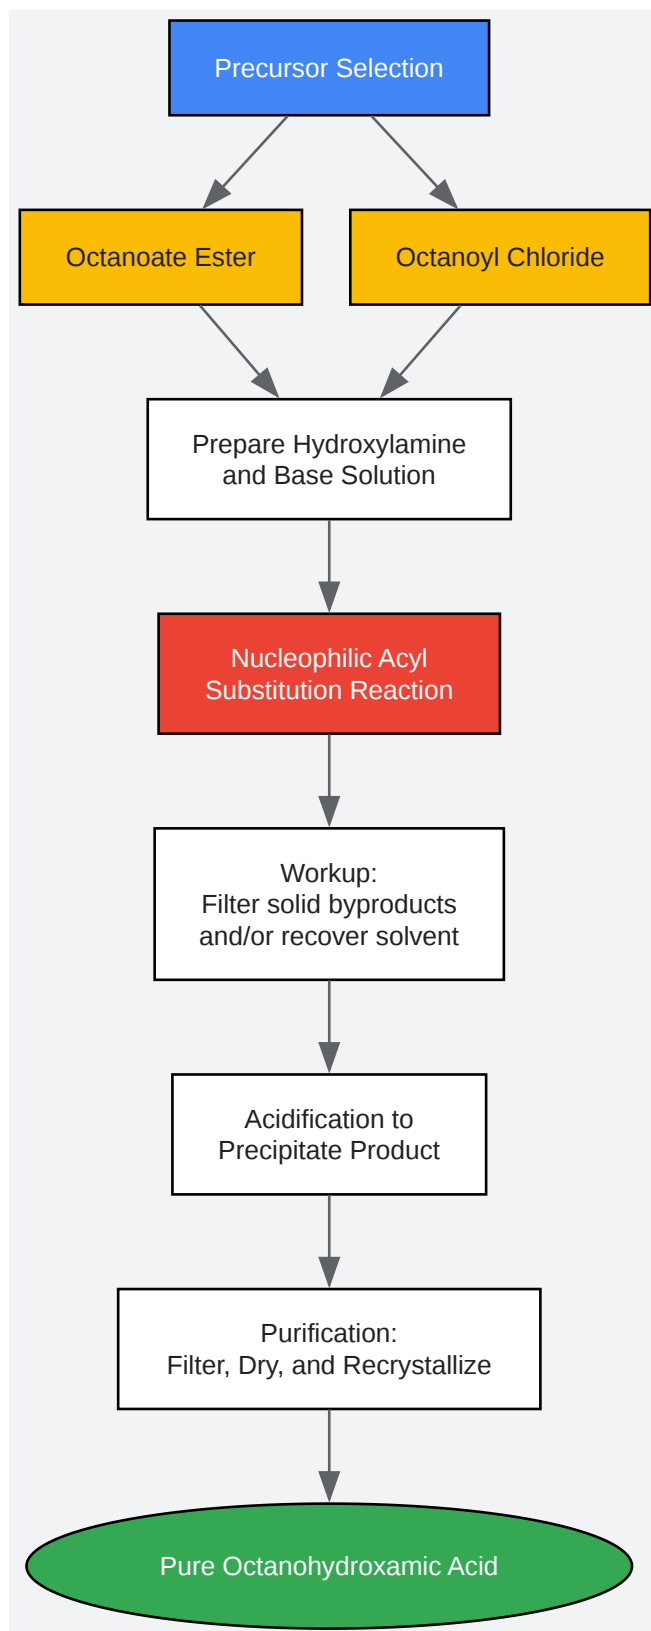 Precursor Selection
Octanoate Ester
Octanoyl Chloride
Prepare Hydroxylamine
and Base Solution
Nucleophilic Acyl
Substitution Reaction
Workup:
Filter solid byproducts
and/or recover solvent
Acidification to
Precipitate Product
Purification:
Filter, Dry, and Recrystallize
Pure Octanohydroxamic Acid